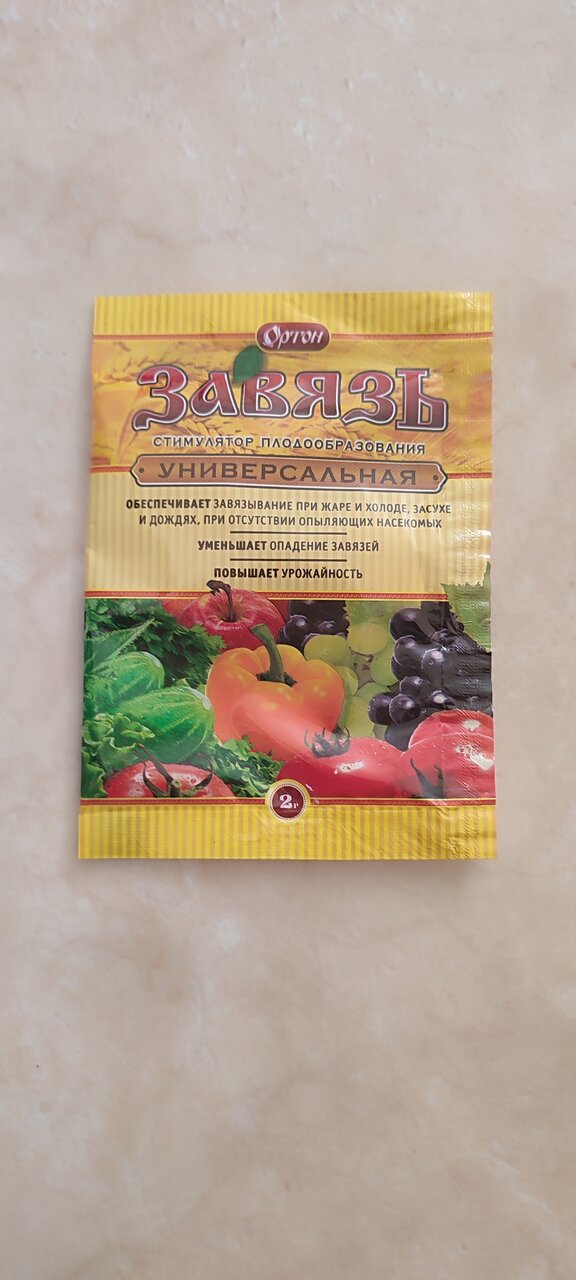 Ортон
Завязь
СТИМУЛЯТОР ПЛОДООБРАЗОВАНИЯ
УНИВЕРСАЛЬНАЯ
ОБЕСПЕЧИВАЕТ ЗАВЯЗЫВАНИЕ ПРИ ЖАРЕ И ХОЛОДЕ, ЗАСУХЕ
И ДОЖДЯХ, ПРИ ОТСУТСТВИИ ОПЫЛЯЮЩИХ НАСЕКОМЫХ
УМЕНЬШАЕТ ОПАДЕНИЕ ЗАВЯЗЕЙ
ПОВЫШАЕТ УРОЖАЙНОСТЬ
2г